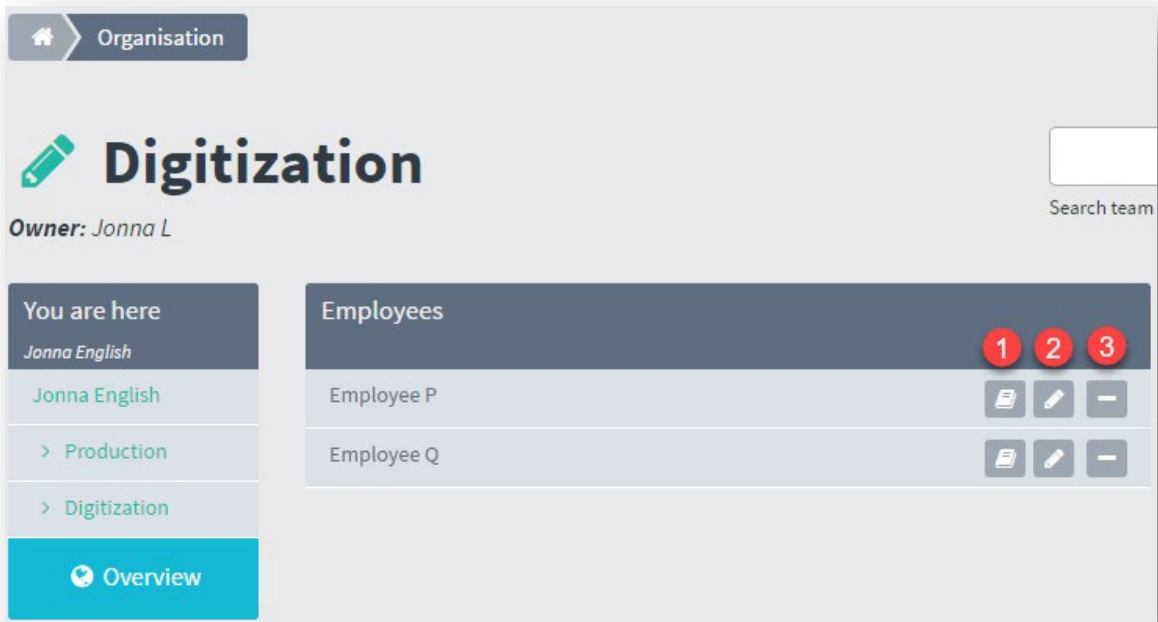 Organisation
Digitization
Owner: Jonna L
Search team
You are here
Jonna English
Jonna English
> Production
> Digitization
Overview
Employees
1 2 3
Employee P
Employee Q